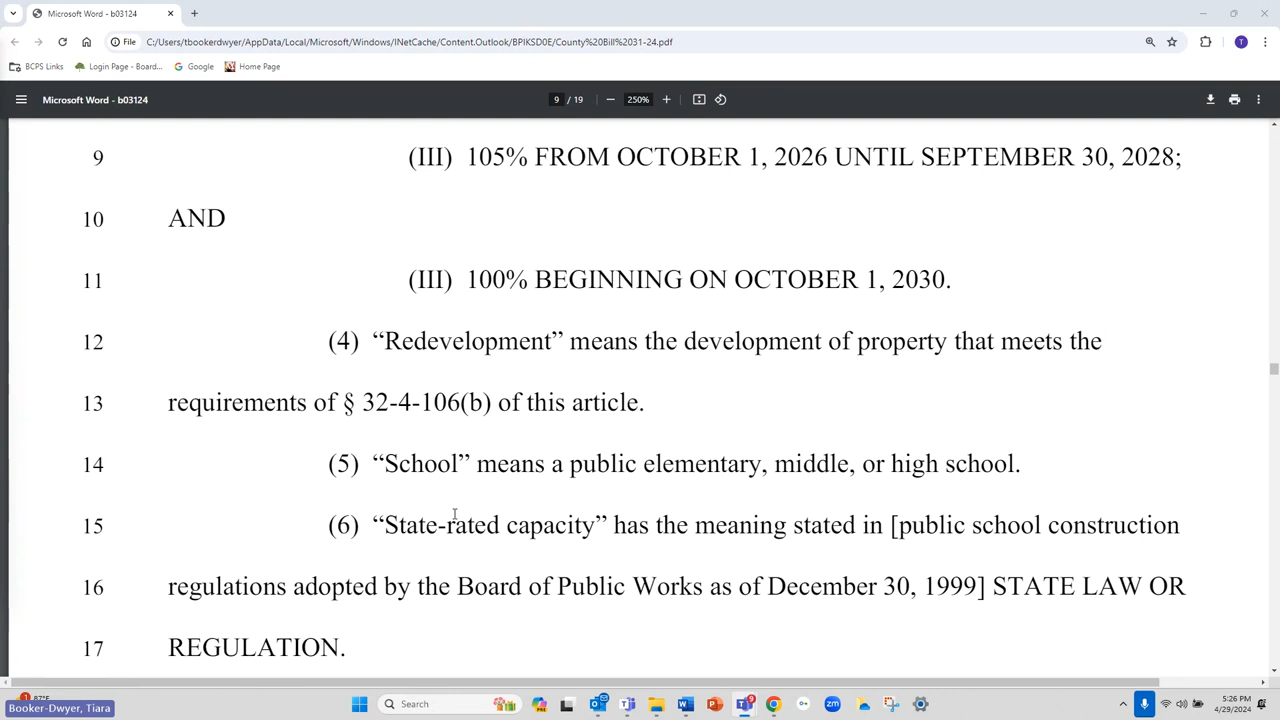 Microsoft Word - b03124
File C:/Users/tbookerdwyer/AppData/Local/Microsoft/Windows/INetCache/Content.Outlook/BPIKSD0E/County%20Bill%2031-24.pdf T
BCPS Links Login Page - Board... Google Home Page
Microsoft Word - b03124 9 / 19 250%
9 (III) 105% FROM OCTOBER 1, 2026 UNTIL SEPTEMBER 30, 2028;
10 AND
11 (III) 100% BEGINNING ON OCTOBER 1, 2030.
12 (4) “Redevelopment” means the development of property that meets the
13 requirements of § 32-4-106(b) of this article.
14 (5) “School” means a public elementary, middle, or high school.
15 (6) “State-rated capacity” has the meaning stated in [public school construction
16 regulations adopted by the Board of Public Works as of December 30, 1999] STATE LAW OR
17 REGULATION.
87°F
Booker-Dwyer, Tiara
Search
5:26 PM
4/29/2024